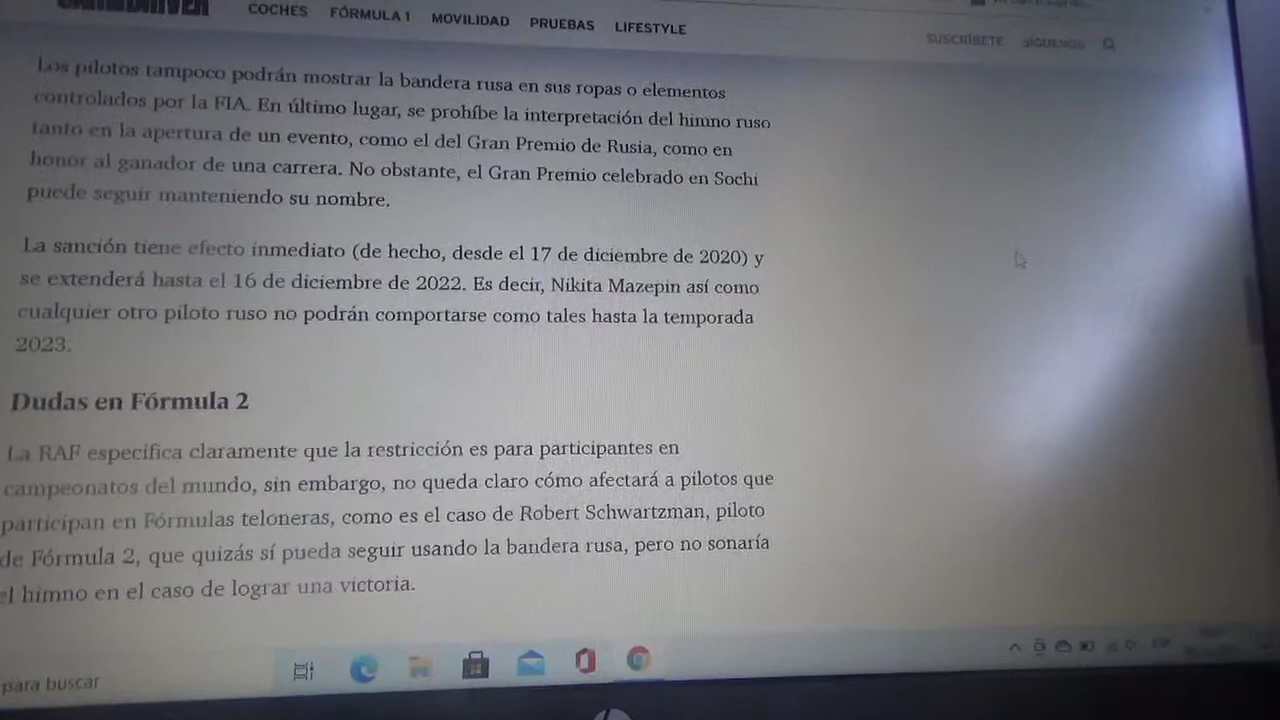 COCHES FÓRMULA 1 MOVILIDAD PRUEBAS LIFESTYLE
SUSCRÍBETE SÍGUENOS
Los pilotos tampoco podrán mostrar la bandera rusa en sus ropas o elementos
controlados por la FIA. En último lugar, se prohíbe la interpretación del himno ruso
tanto en la apertura de un evento, como el del Gran Premio de Rusia, como en
honor al ganador de una carrera. No obstante, el Gran Premio celebrado en Sochi
puede seguir manteniendo su nombre.
La sanción tiene efecto inmediato (de hecho, desde el 17 de diciembre de 2020) y
se extenderá hasta el 16 de diciembre de 2022. Es decir, Nikita Mazepin así como
cualquier otro piloto ruso no podrán comportarse como tales hasta la temporada
2023.
Dudas en Fórmula 2
La RAF especifica claramente que la restricción es para participantes en
campeonatos del mundo, sin embargo, no queda claro cómo afectará a pilotos que
participan en Fórmulas teloneras, como es el caso de Robert Schwartzman, piloto
de Fórmula 2, que quizás sí pueda seguir usando la bandera rusa, pero no sonaría
el himno en el caso de lograr una victoria.
para buscar